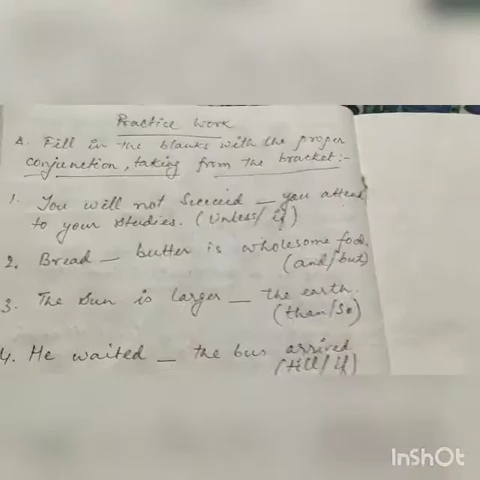 Practice Work
A. Fill in the blanks with the proper
conjunction, taking from the bracket:-
1. You will not succeed _ you attend
to your studies. (Unless/if)
2. Bread _ butter is wholesome food.
(and/but)
3. The Sun is larger _ the earth.
(than/So)
4. He waited _ the bus arrived
(till/if)
InShOt